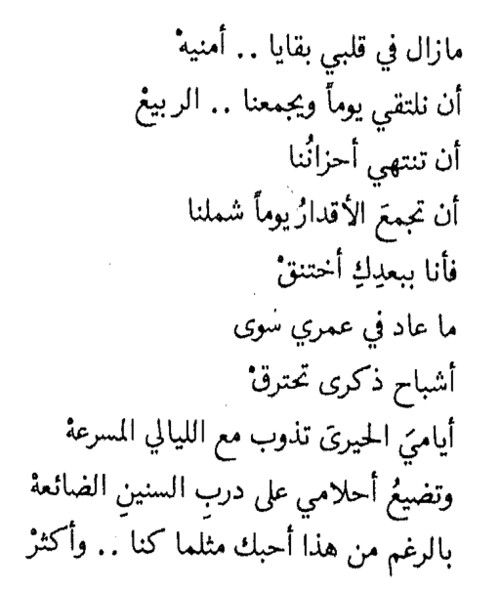 مازال في قلبي بقايا .. أمنيهْ
أن نلتقي يوماً ويجمعنا .. الربيعْ
أن تنتهي أحزانُنا
أن تجمعَ الأقدارُ يوماً شملنا
فأنا ببعدِكِ أختنقْ
ما عاد في عمري سُوى
أشباح ذكرى تحترقْ
أياميَ الحيرىَ تذوب مع الليالي المسرعهْ
وتضيعُ أحلامي على دربِ السنينِ الضائعهْ
بالرغم من هذا أحبك مثلما كنا .. وأكثرْ